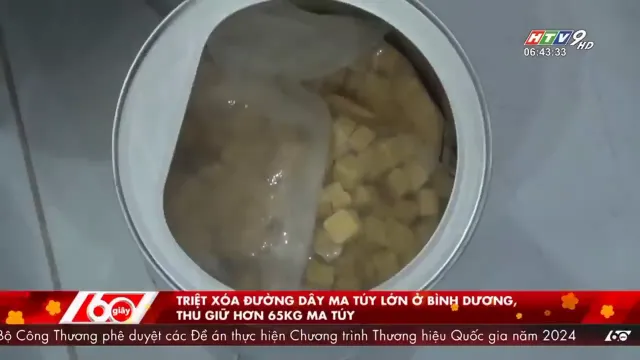 HTV9 HD
06:43:33
60 giây
TRIỆT XÓA ĐƯỜNG DÂY MA TÚY LỚN Ở BÌNH DƯƠNG,
THU GIỮ HƠN 65KG MA TÚY
Bộ Công Thương phê duyệt các Đề án thực hiện Chương trình Thương hiệu Quốc gia năm 2024
60 giây